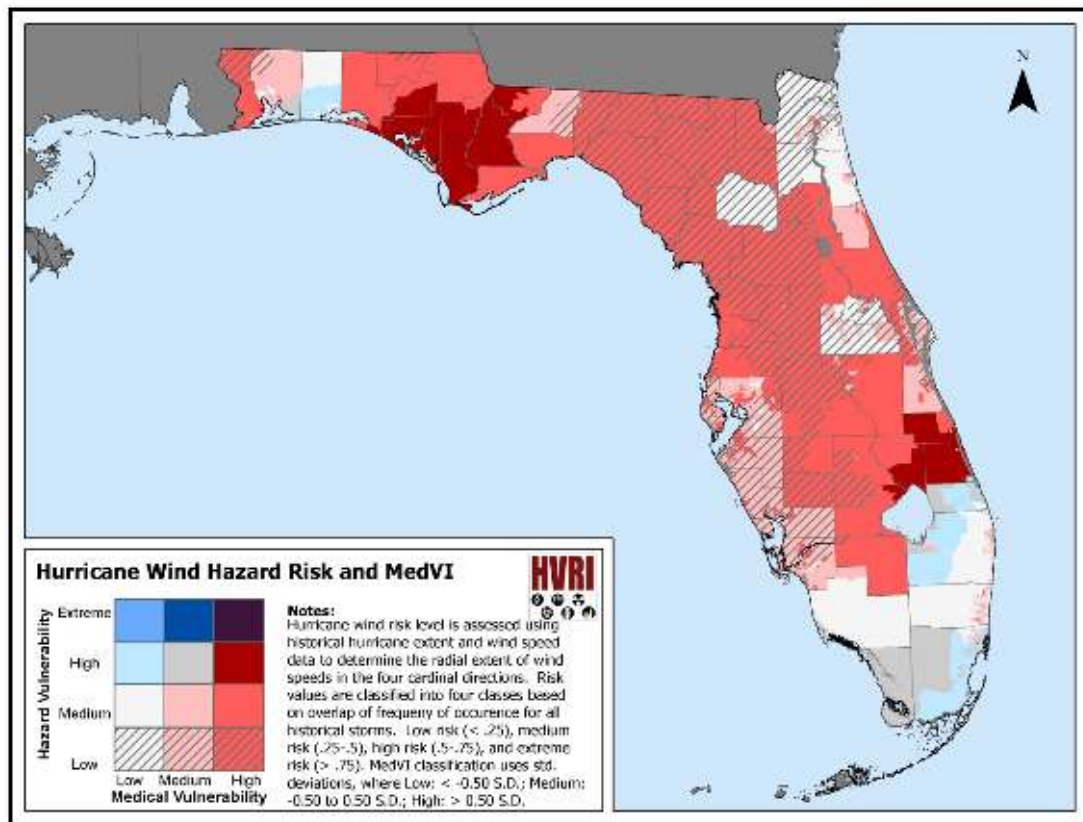 N
Hurricane Wind Hazard Risk and MedVI
HVRI
Hazard Vulnerability
Extreme
High
Medium
Low
Low Medium High
Medical Vulnerability
Notes:
Hurricane wind risk level is assessed using
historical hurricane extent and wind speed
data to determine the radial extent of wind
speeds in the four cardinal directions. Risk
values are classified into four classes based
on overlap of frequeny of occurence for all
historical storms. Low risk (< .25), medium
risk (.25-.5), high risk (.5-.75), and extreme
risk (> .75). MedVI classification uses std.
deviations, where Low: < -0.50 S.D.; Medium:
-0.50 to 0.50 S.D.; High: > 0.50 S.D.